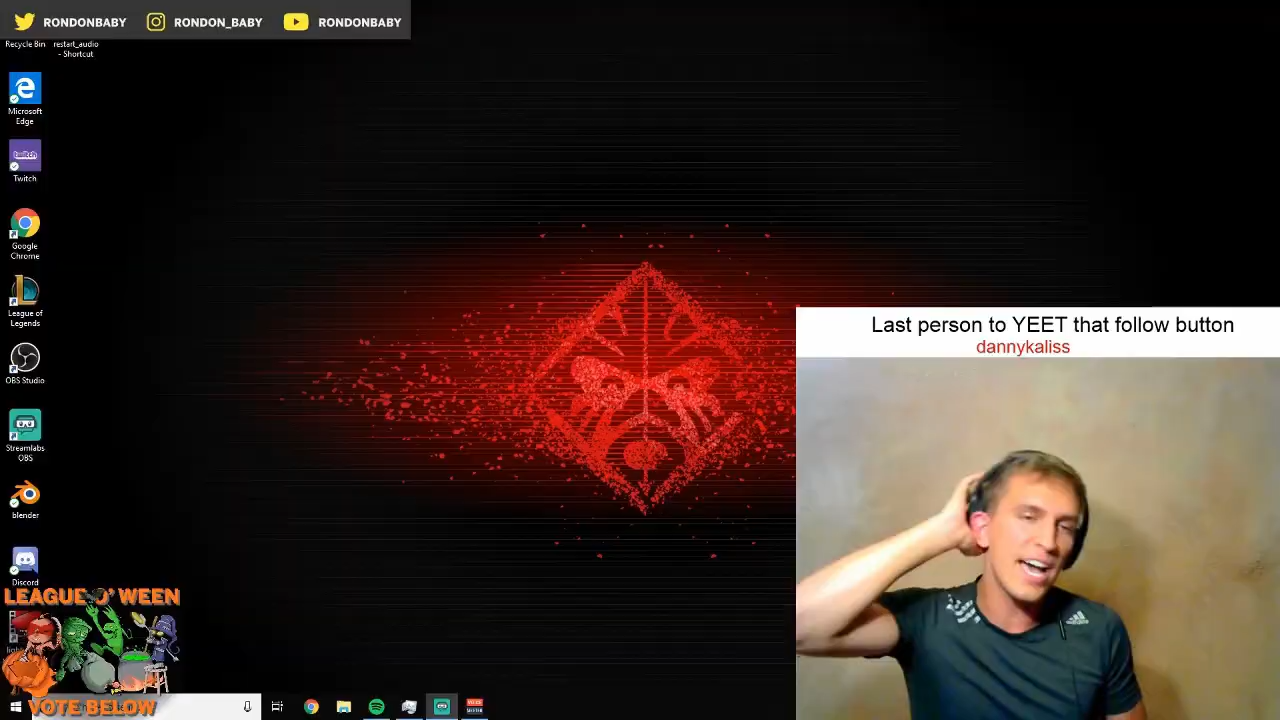 RONDONBABY
RONDON_BABY
RONDONBABY
Recycle Bin
restart_audio
- Shortcut
Microsoft
Edge
twitch
Twitch
Google
Chrome
League of
Legends
OBS Studio
Streamlabs
OBS
blender
Discord
Last person to YEET that follow button
dannykaliss
LEAGUE O' WEEN
VOTE BELOW